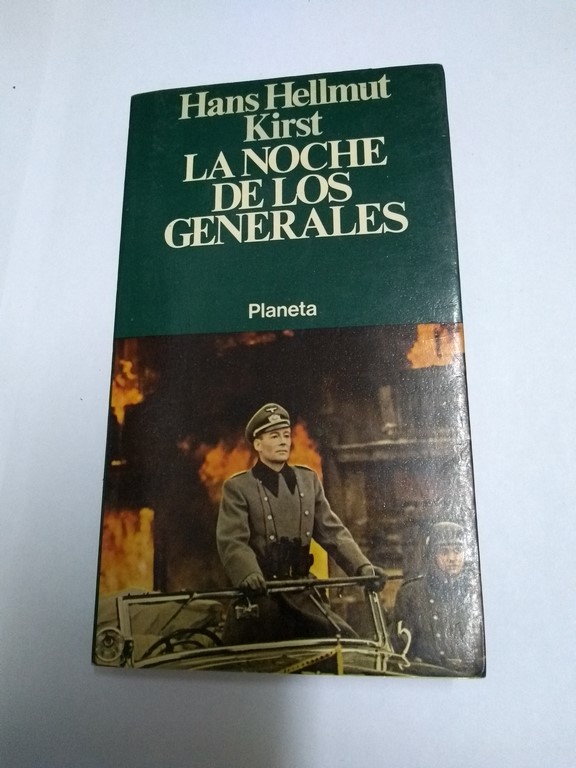 Hans Hellmut
Kirst
LA NOCHE
DE LOS
GENERALES
Planeta